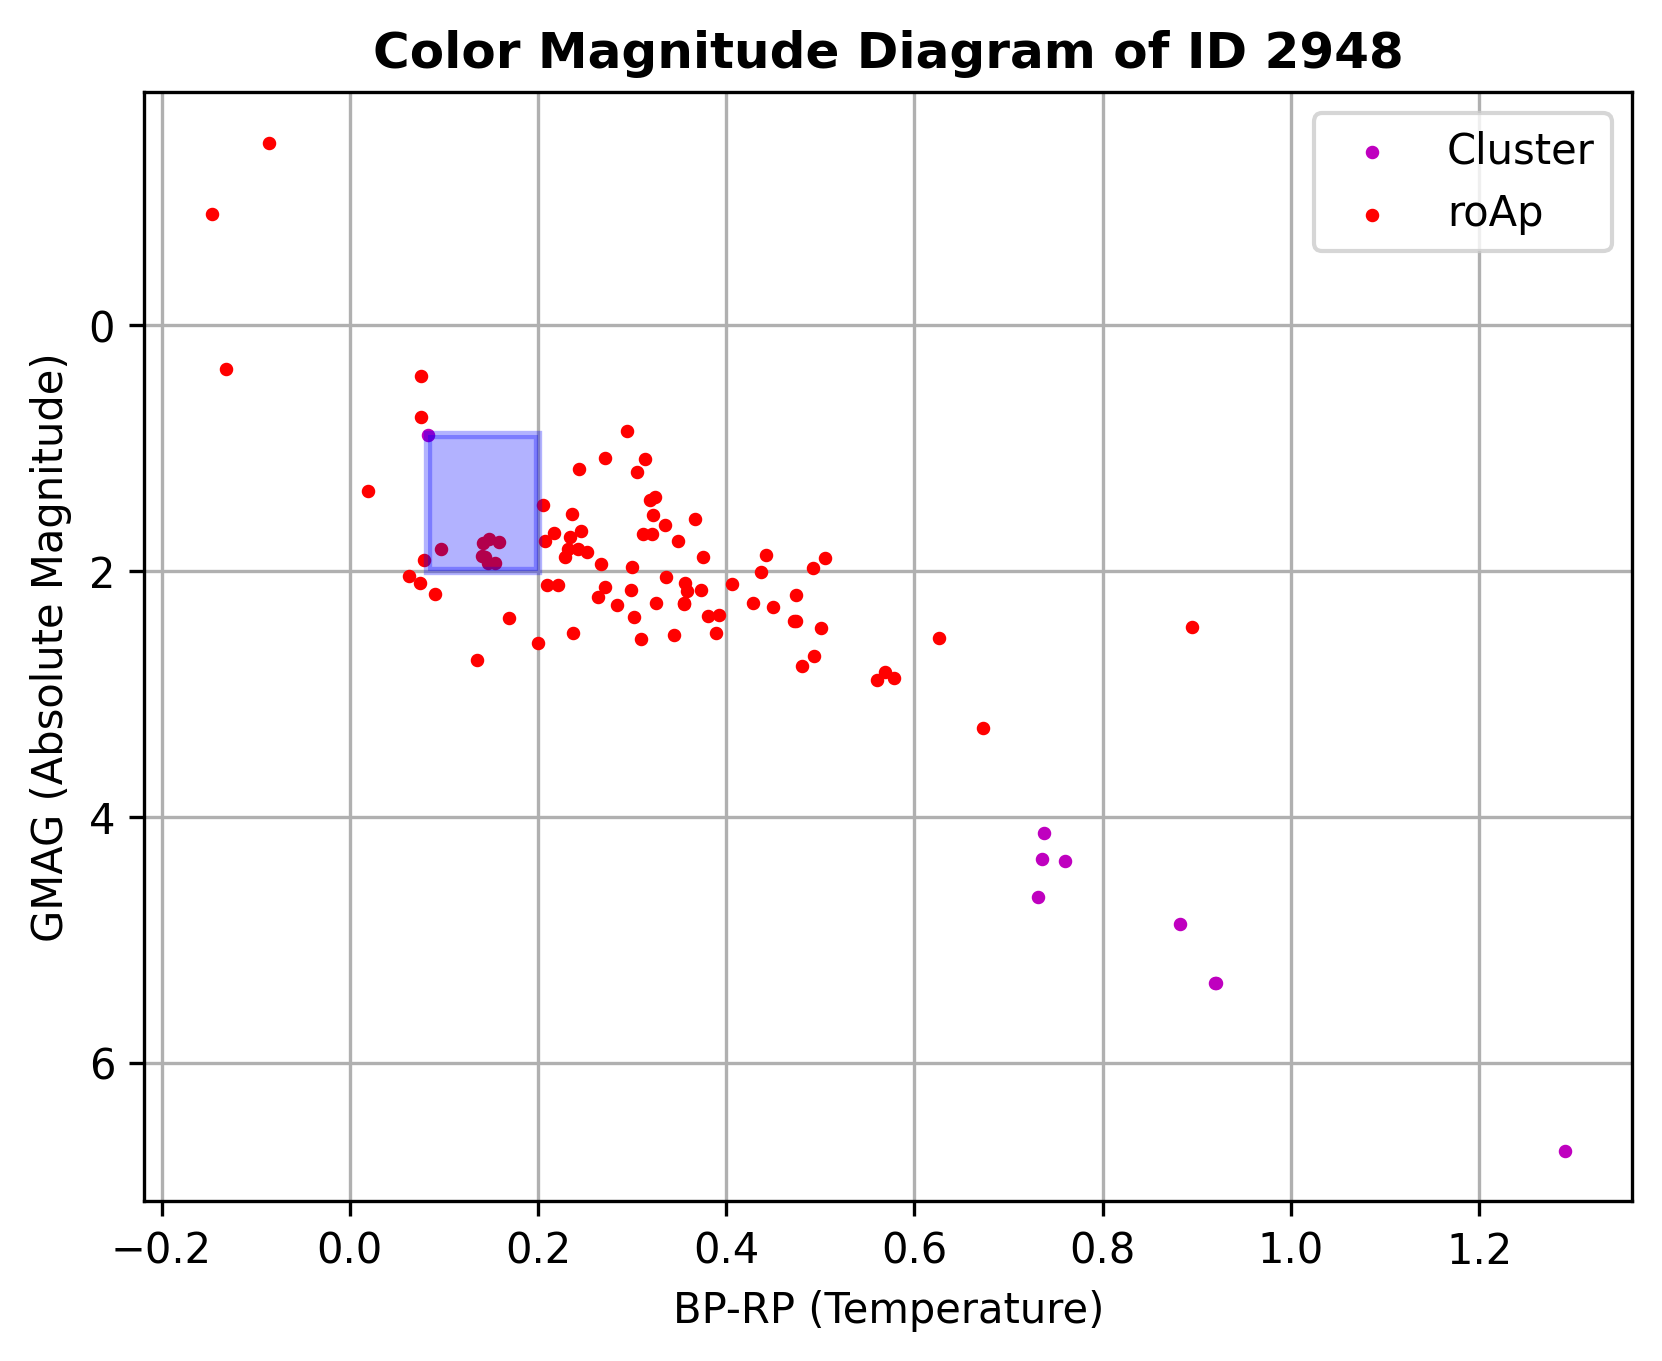 Color Magnitude Diagram of ID 2948
Cluster
roAp
GMAG (Absolute Magnitude)
0
2
4
6
−0.2
0.0
0.2
0.4
0.6
0.8
1.0
1.2
BP-RP (Temperature)